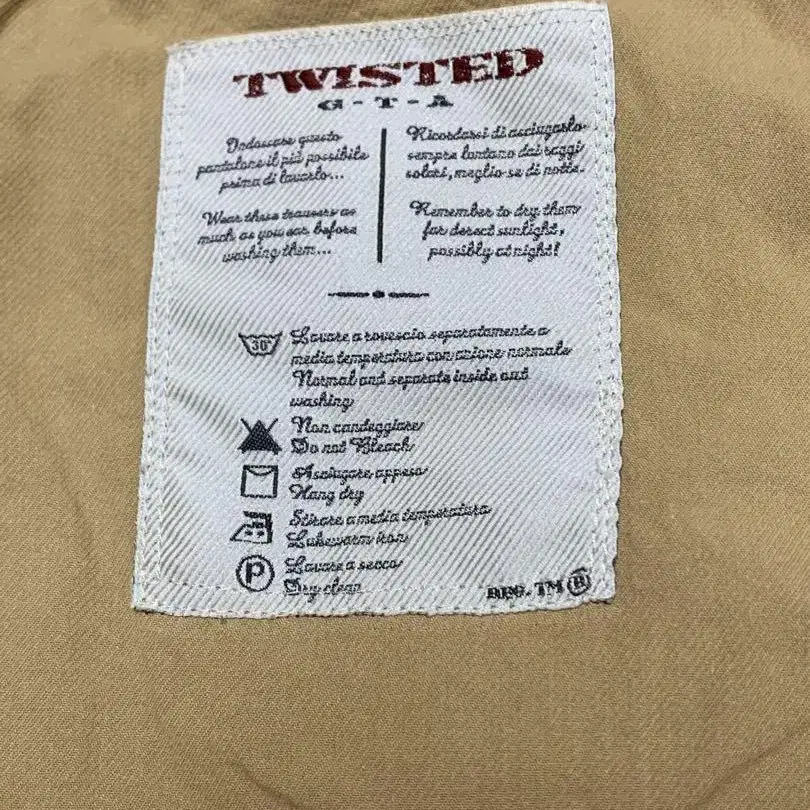 TWISTED
G-T-A
Indossare questo
pantalone il più possibile
prima di lavarlo...
Wear these trausers as
much as you can before
washing them...
Ricordarsi di asciugarlo
sempre lontano dai raggi
solari, meglio se di notte.
Remember to dry them
far derect sunlight,
possibly at night!
30°
Lavare a rovescio separatamente a
media temperatura con azione normale
Normal and separate inside out
washing
Non candeggiare
Do not Bleach
Asciugare appeso
Hang dry
Stirare a media temperatura
Lukewarm iron
P
Lavare a secco
Dry clean
REG. TM ®